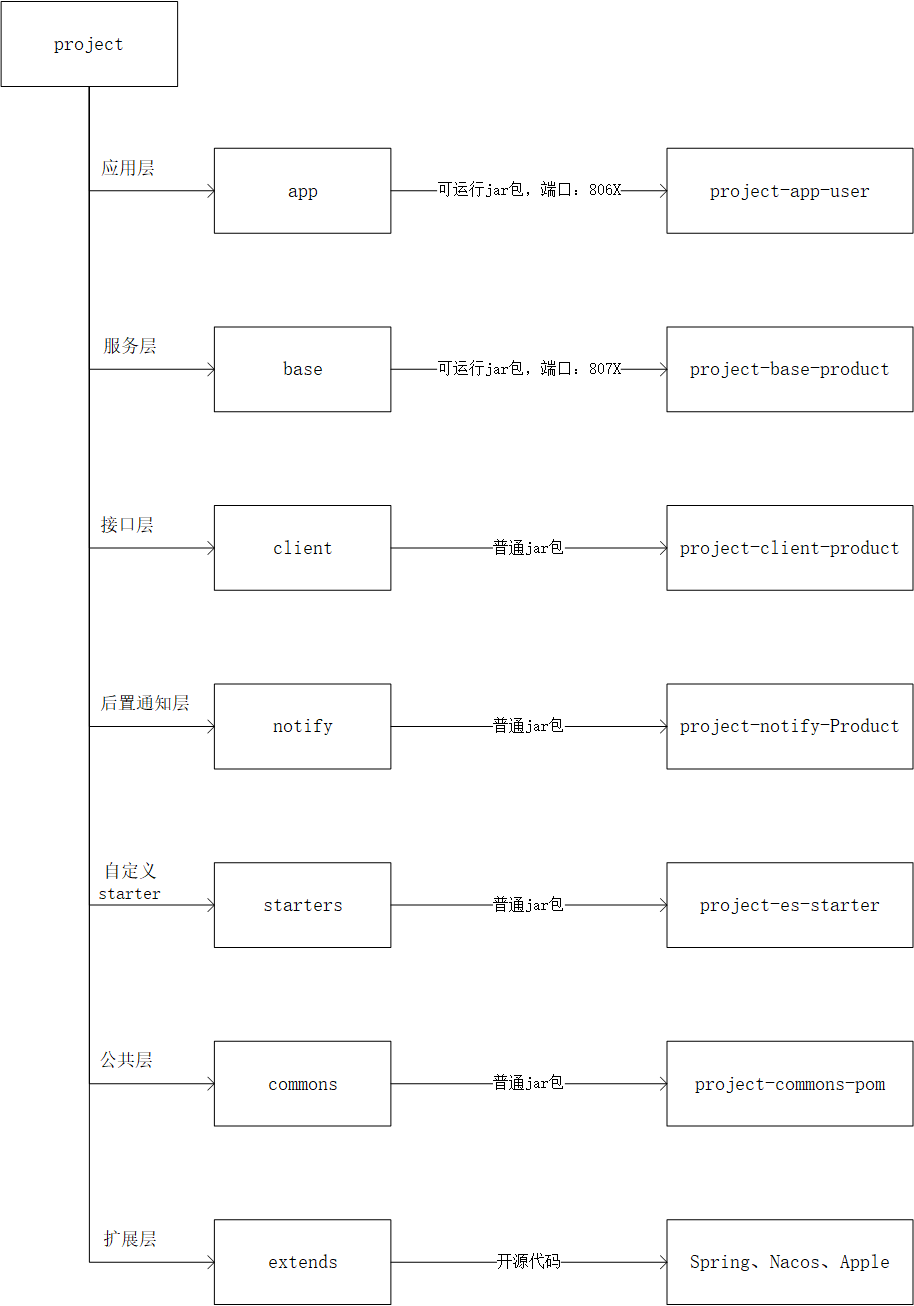 project
应用层
app
可运行jar包，端口：806X
project-app-user
服务层
base
可运行jar包，端口：807X
project-base-product
接口层
client
普通jar包
project-client-product
后置通知层
notify
普通jar包
project-notify-Product
自定义
starter
starters
普通jar包
project-es-starter
公共层
commons
普通jar包
project-commons-pom
扩展层
extends
开源代码
Spring、Nacos、Apple